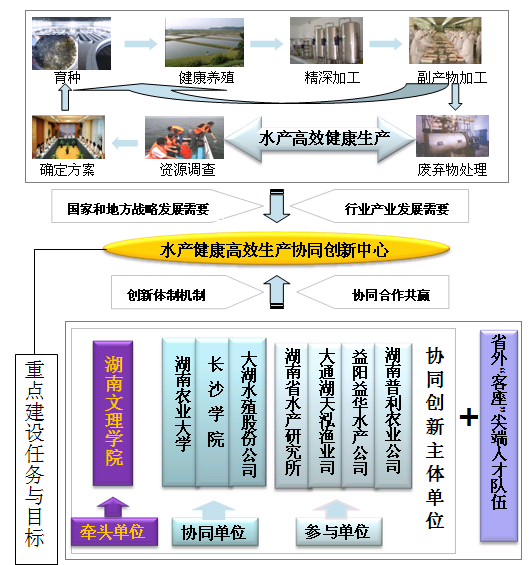 育种
健康养殖
精深加工
副产物加工
水产高效健康生产
确定方案
资源调查
废弃物处理
国家和地方战略发展需要
行业产业发展需要
水产健康高效生产协同创新中心
创新体制机制
协同合作共赢
重点建设任务与目标
湖南文理学院
湖南农业大学
长沙学院
大湖水殖股份公司
湖南省水产研究所
大通湖天泓渔业公司
益阳益华水产公司
湖南普利农业公司
协同创新主体单位
+
省外“客座”尖端人才队伍
牵头单位
协同单位
参与单位